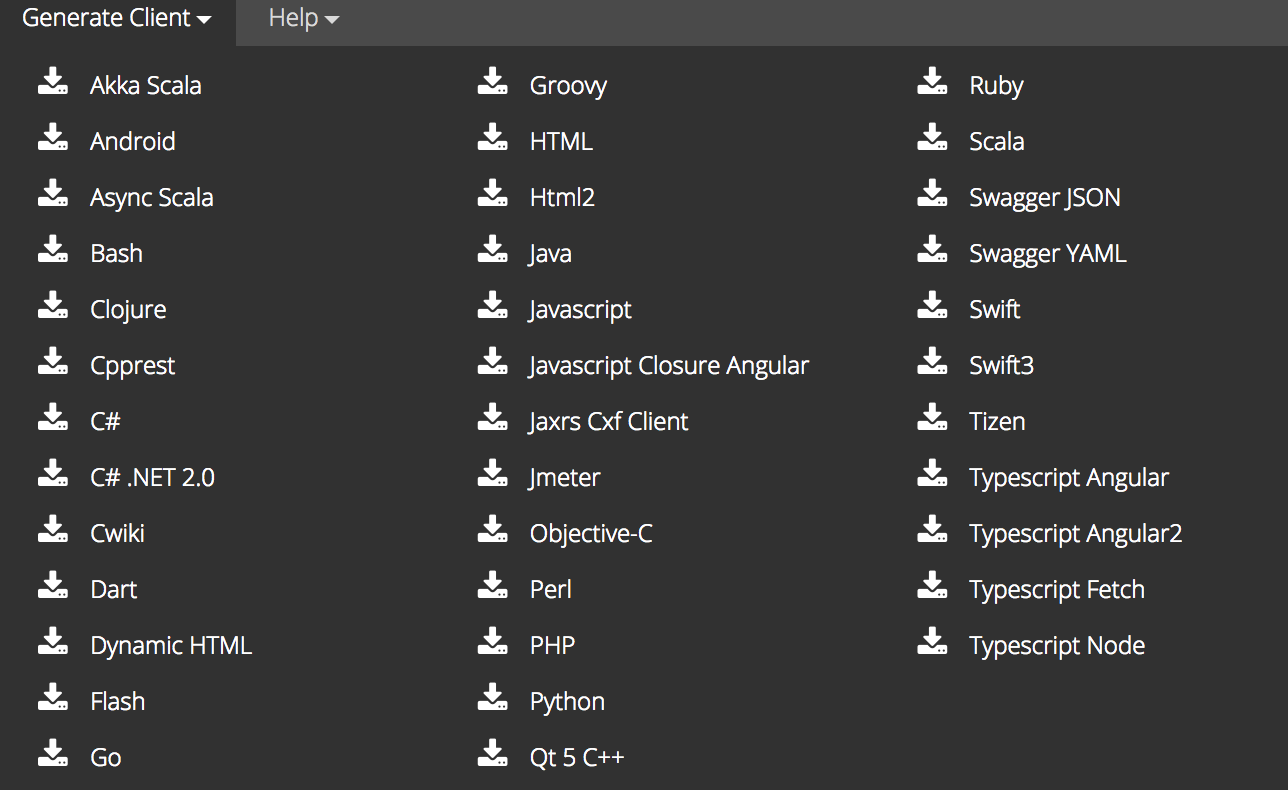 Generate Client
Help
Akka Scala
Android
Async Scala
Bash
Clojure
Cpprest
C#
C# .NET 2.0
Cwiki
Dart
Dynamic HTML
Flash
Go
Groovy
HTML
Html2
Java
Javascript
Javascript Closure Angular
Jaxrs Cxf Client
Jmeter
Objective-C
Perl
PHP
Python
Qt 5 C++
Ruby
Scala
Swagger JSON
Swagger YAML
Swift
Swift3
Tizen
Typescript Angular
Typescript Angular2
Typescript Fetch
Typescript Node